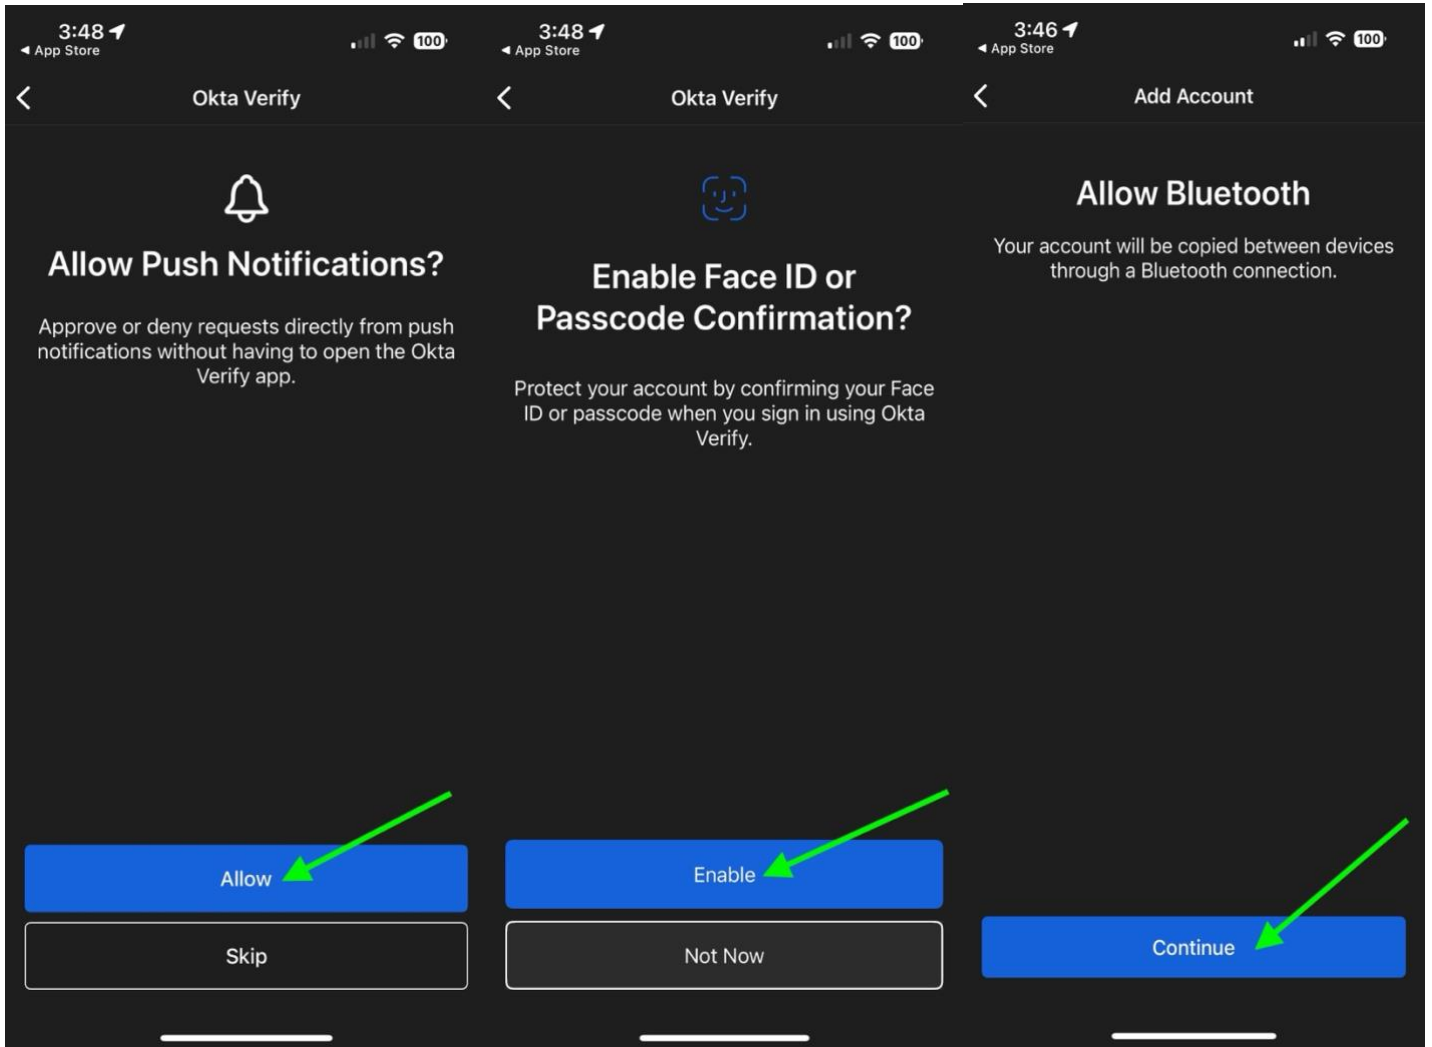 3:48
◀ App Store
100
Okta Verify
Allow Push Notifications?
Approve or deny requests directly from push
notifications without having to open the Okta
Verify app.
Allow
Skip
3:48
◀ App Store
100
Okta Verify
Enable Face ID or
Passcode Confirmation?
Protect your account by confirming your Face
ID or passcode when you sign in using Okta
Verify.
Enable
Not Now
3:46
◀ App Store
100
Add Account
Allow Bluetooth
Your account will be copied between devices
through a Bluetooth connection.
Continue